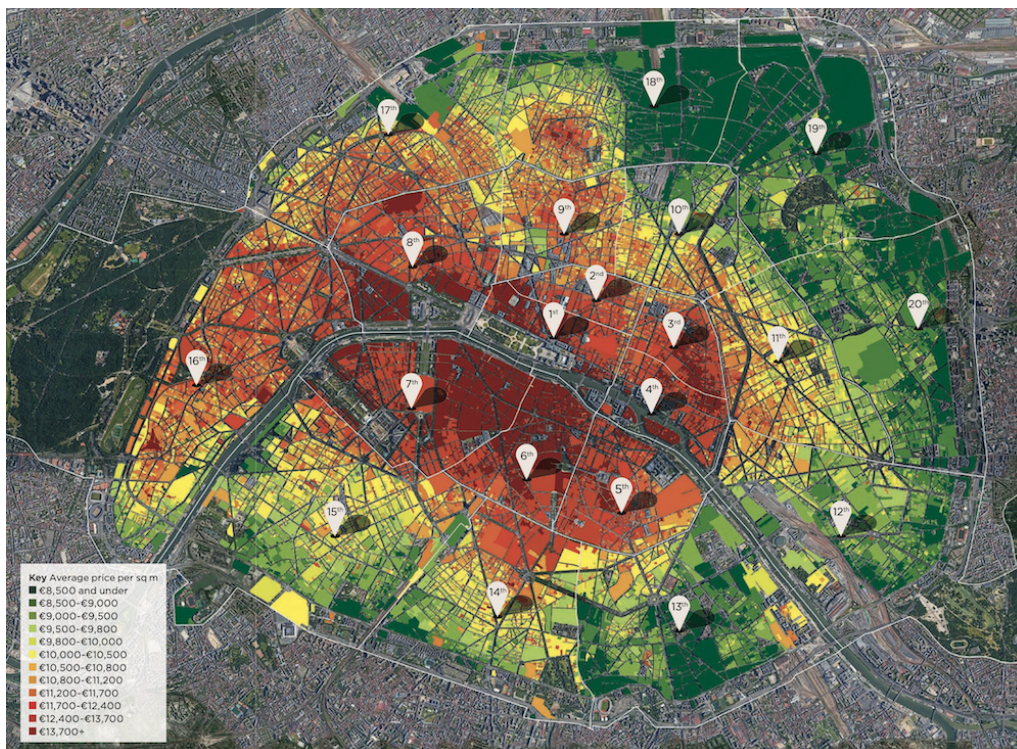 18th
17th
19th
9th
10th
8th
2nd
1st
3rd
11th
20th
16th
7th
4th
6th
5th
15th
12th
14th
13th
Key Average price per sq m
€8,500 and under
€8,500-€9,000
€9,000-€9,500
€9,500-€9,800
€9,800-€10,000
€10,000-€10,500
€10,500-€10,800
€10,800-€11,200
€11,200-€11,700
€11,700-€12,400
€12,400-€13,700
€13,700+